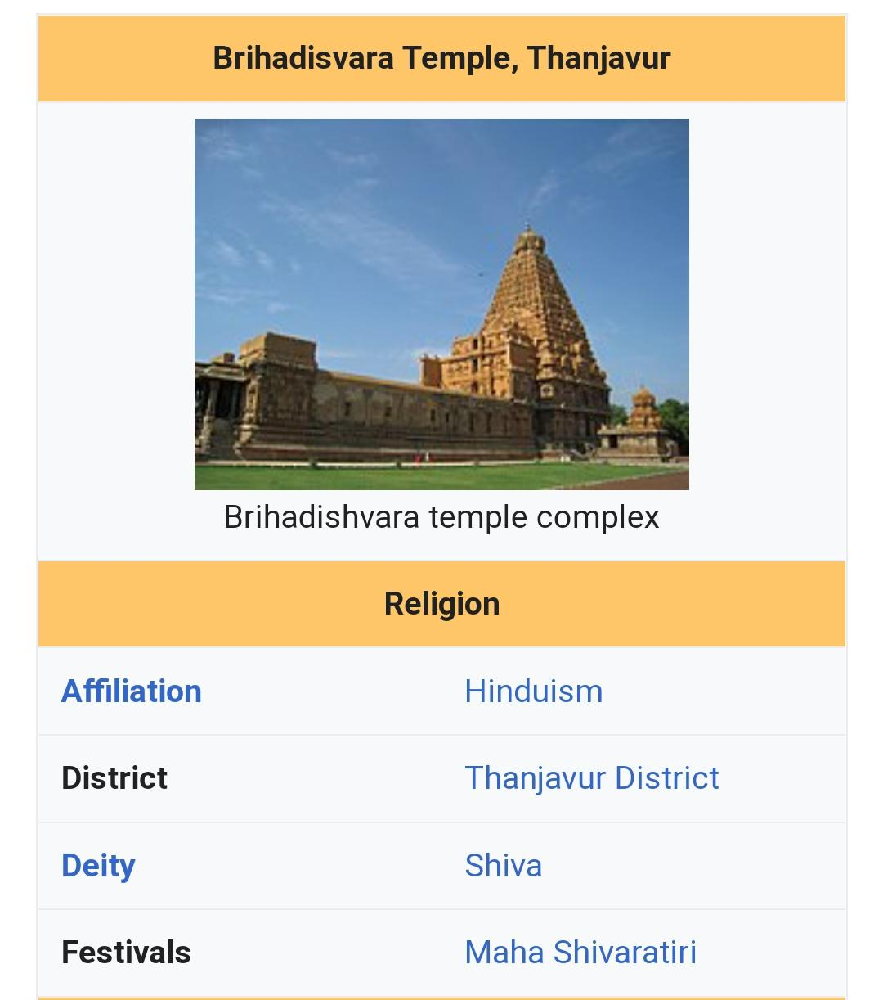 Brihadisvara Temple, Thanjavur
Brihadishvara temple complex
Religion
Affiliation Hinduism
District Thanjavur District
Deity Shiva
Festivals Maha Shivaratiri